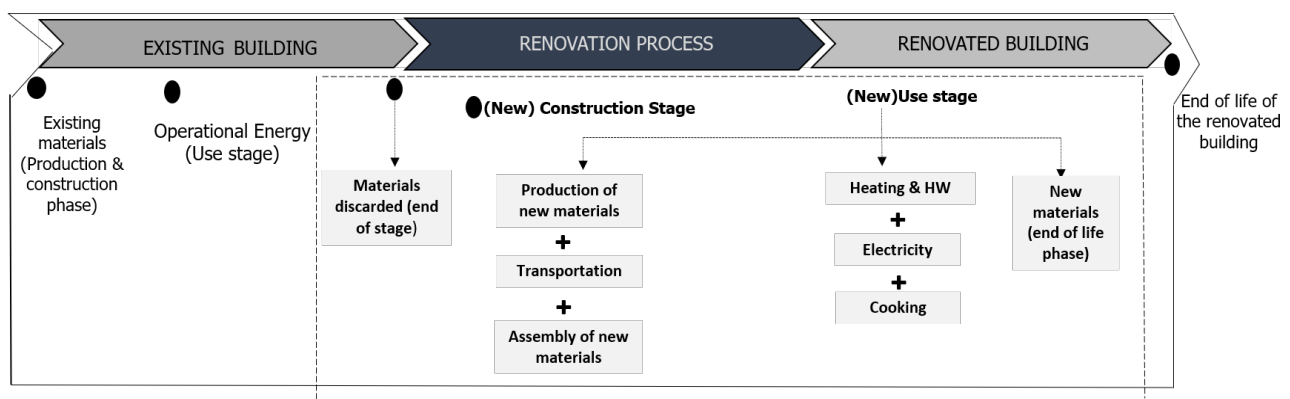 EXISTING BUILDING
RENOVATION PROCESS
RENOVATED BUILDING
Existing
materials
(Production &
construction
phase)
Operational Energy
(Use stage)
Materials
discarded (end
of stage)
(New) Construction Stage
Production of
new materials
+
Transportation
+
Assembly of new
materials
(New)Use stage
Heating & HW
+
Electricity
+
Cooking
New
materials
(end of life
phase)
End of life of
the renovated
building